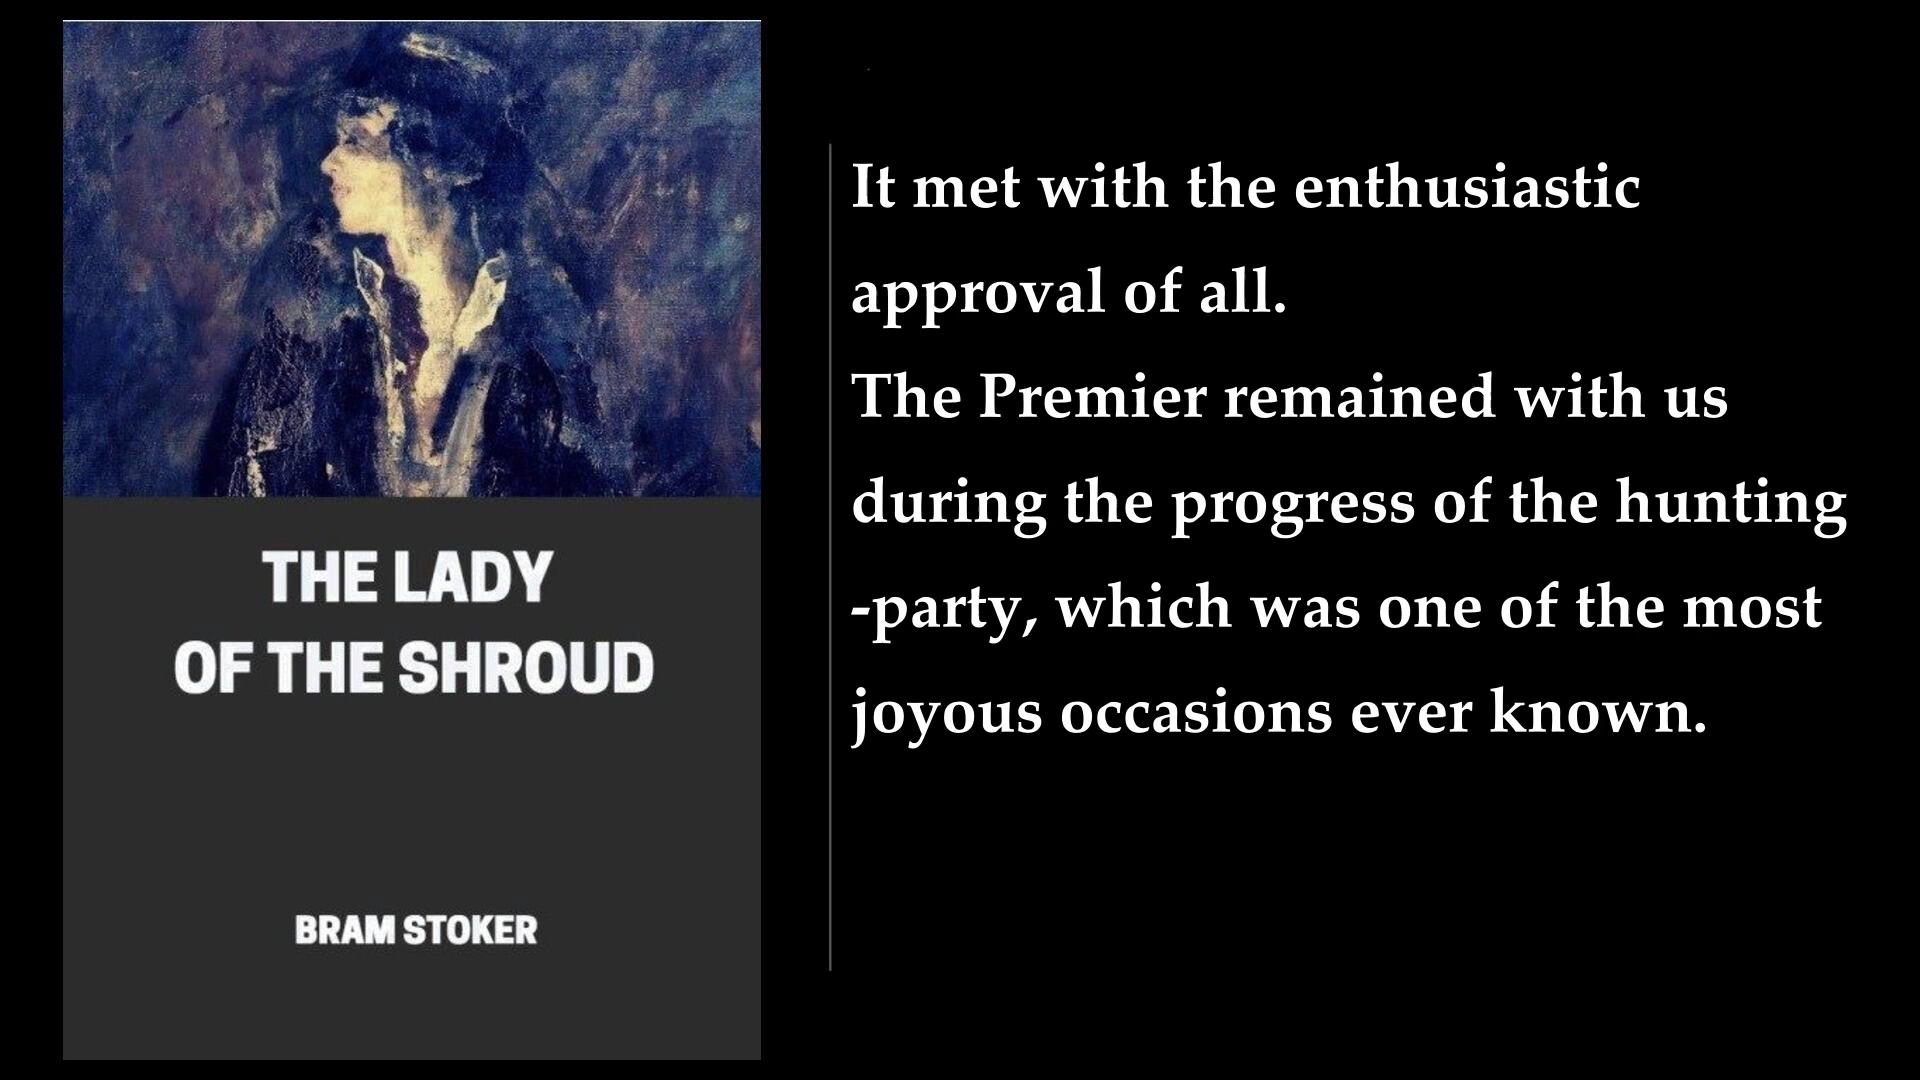 THE LADY
OF THE SHROUD
BRAM STOKER
It met with the enthusiastic
approval of all.
The Premier remained with us
during the progress of the hunting
-party, which was one of the most
joyous occasions ever known.